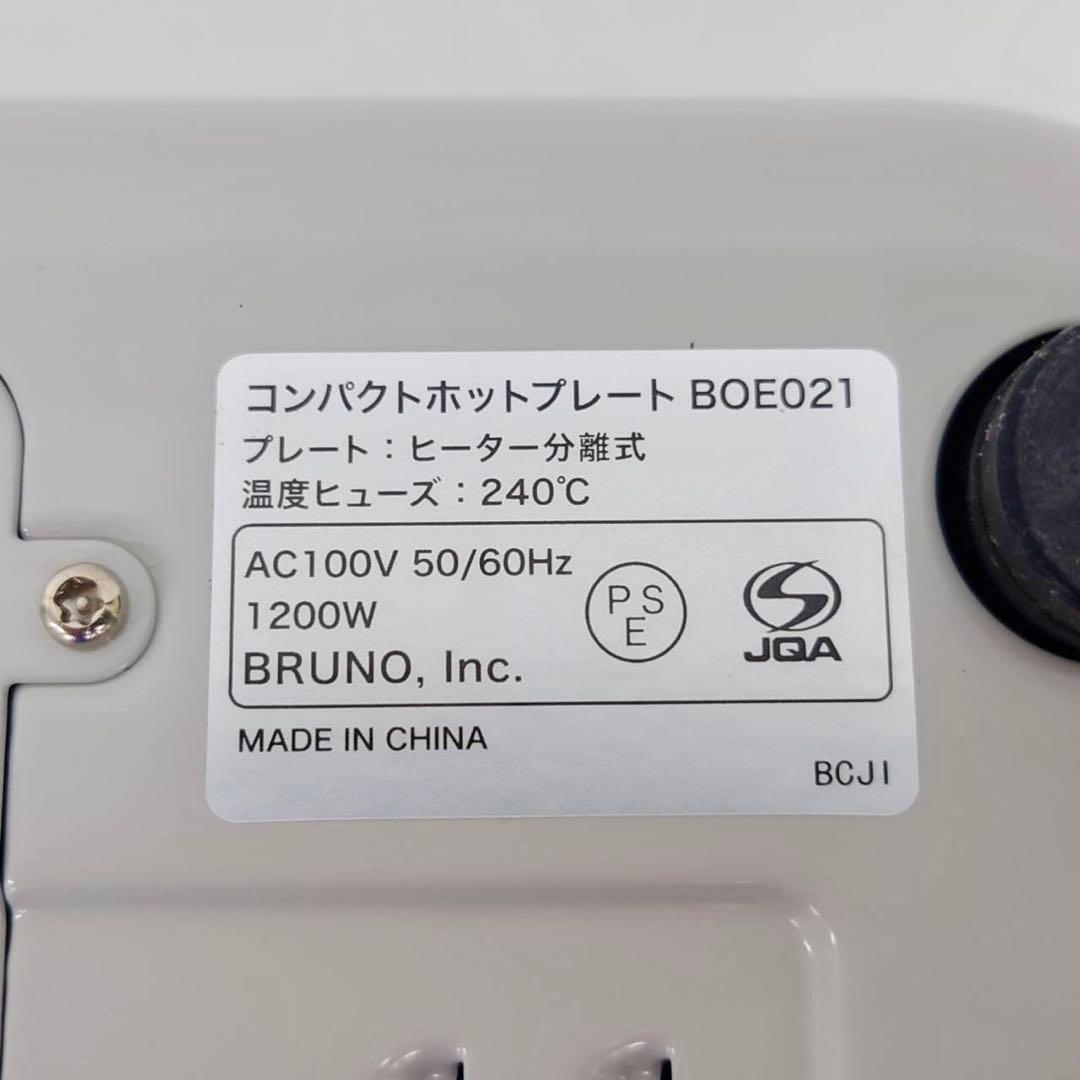 コンパクトホットプレート BOE021
プレート：ヒーター分離式
温度ヒューズ：240℃
AC100V 50/60Hz
1200W
PSE
JQA
BRUNO, Inc.
MADE IN CHINA
BCJI